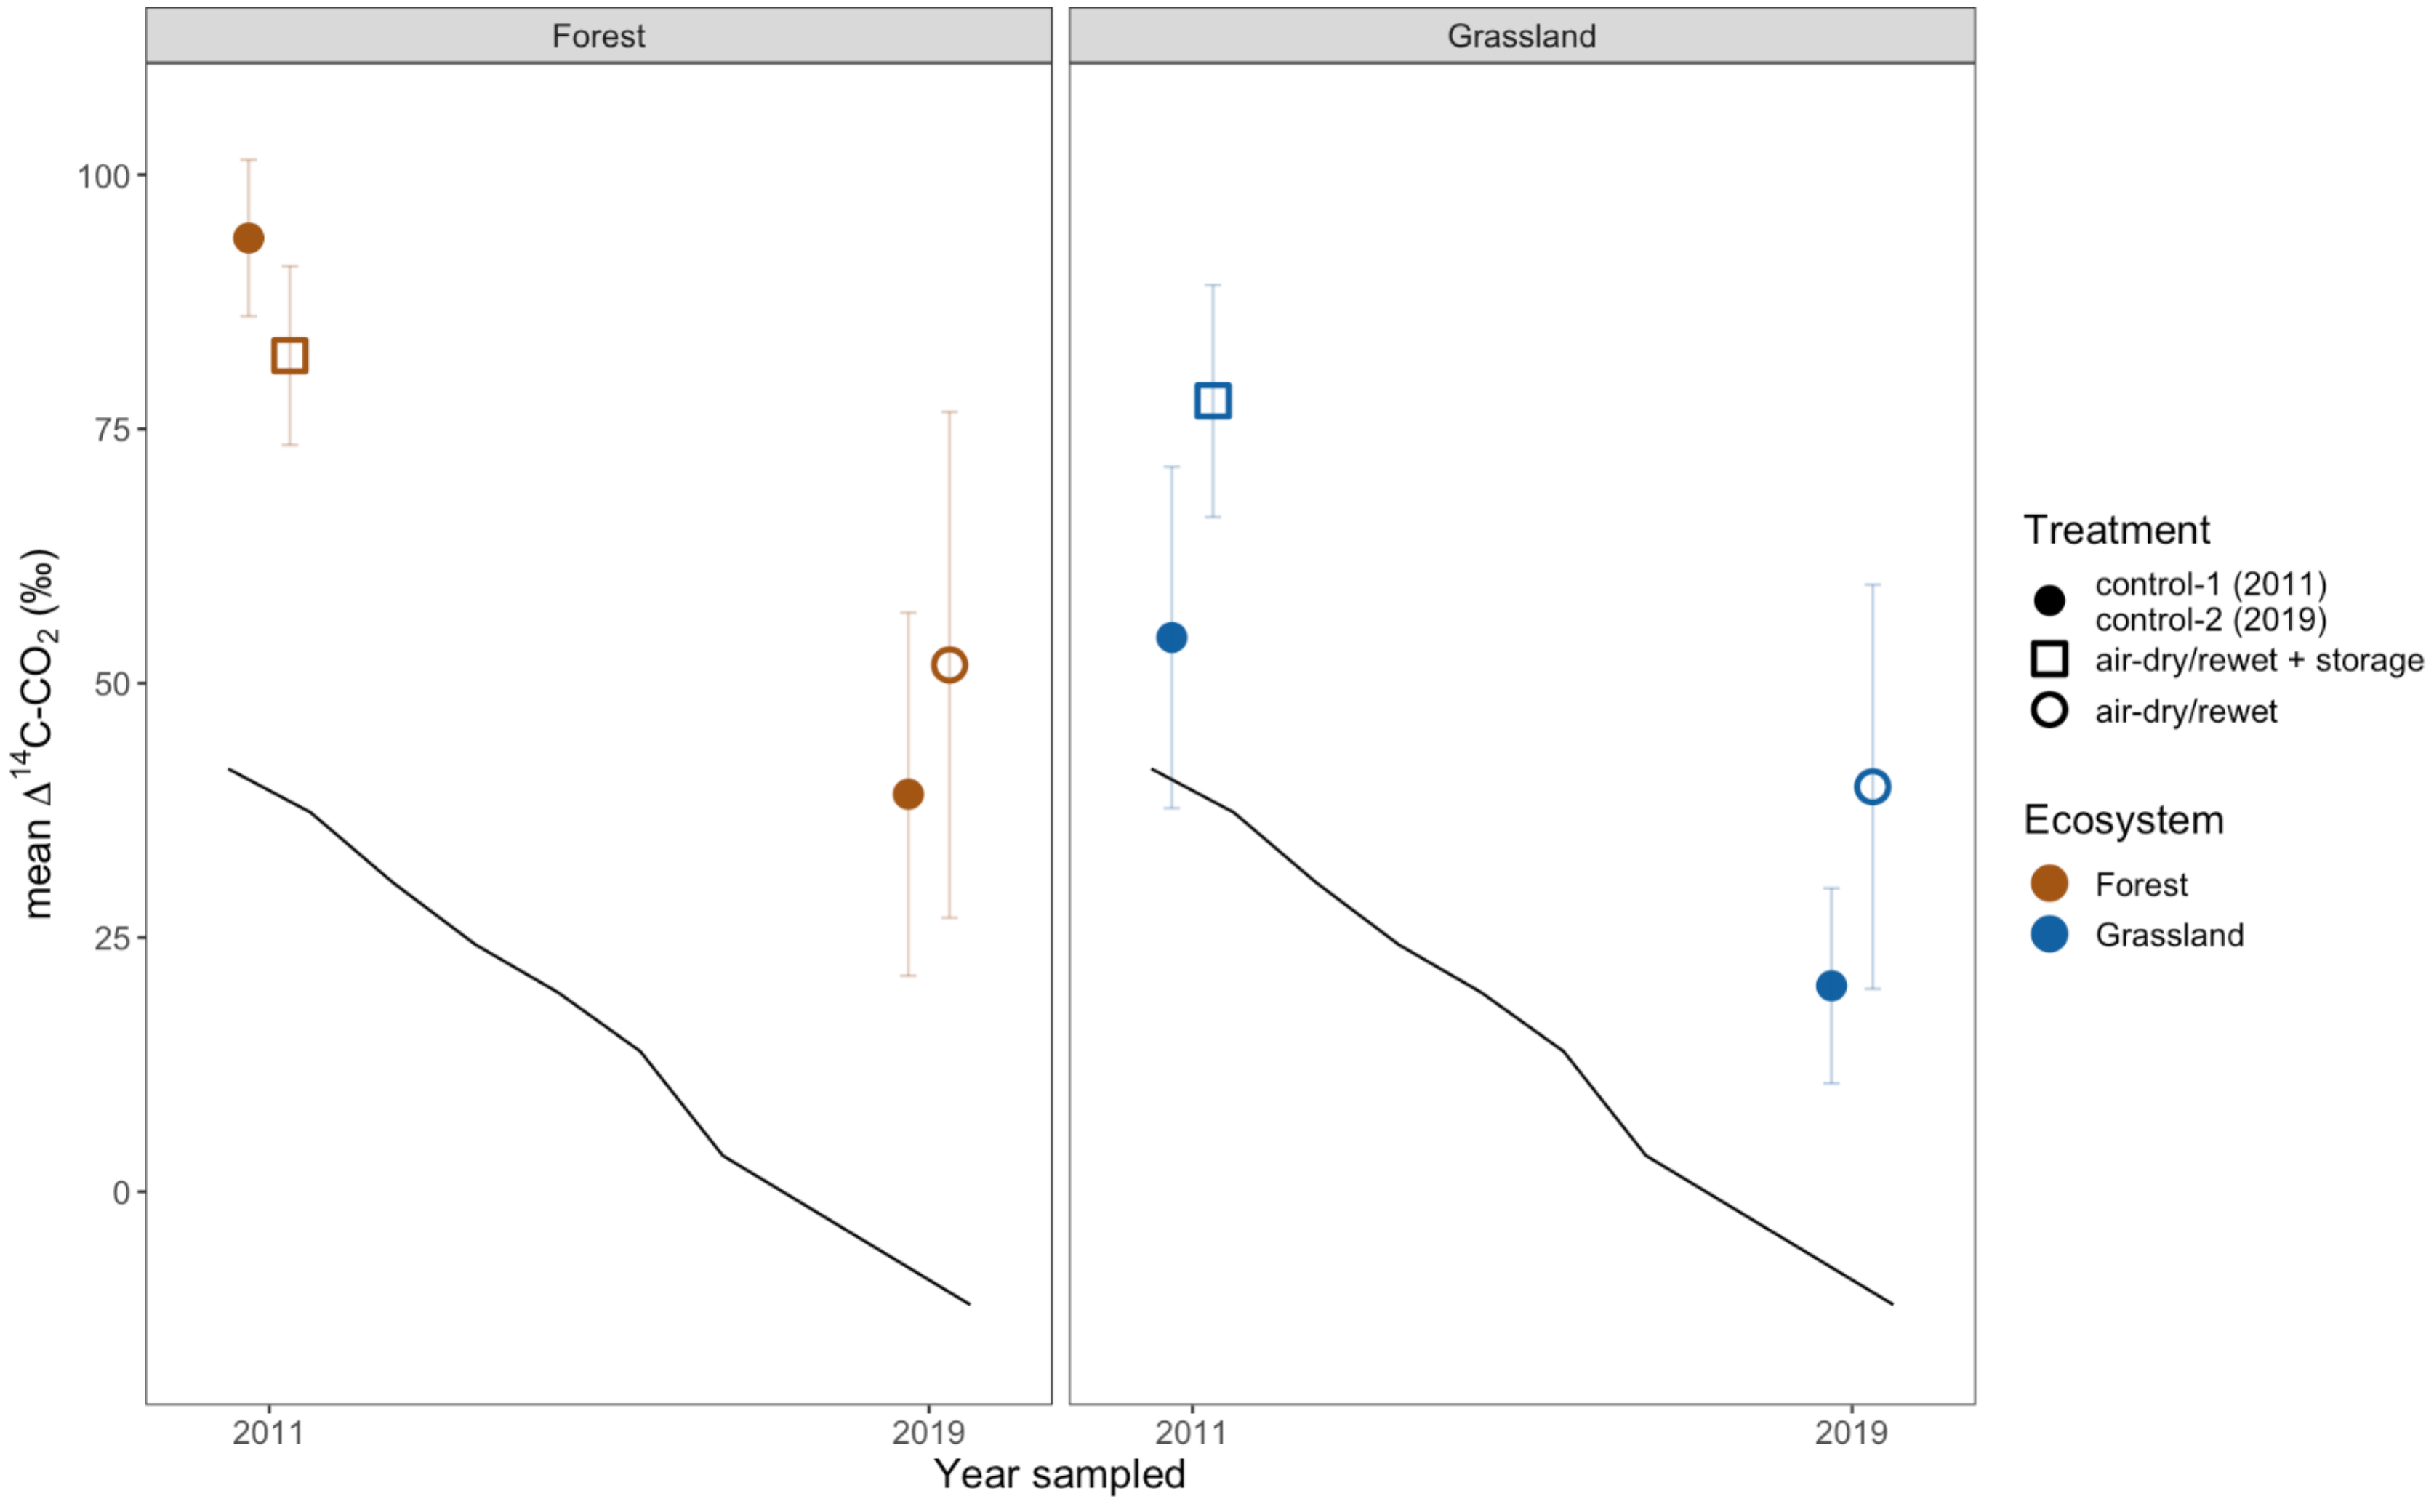 Forest
Grassland
100
75
50
25
0
mean Δ¹⁴C-CO₂ (‰)
2011
2019
2011
2019
Year sampled
Treatment
control-1 (2011)
control-2 (2019)
air-dry/rewet + storage
air-dry/rewet
Ecosystem
Forest
Grassland